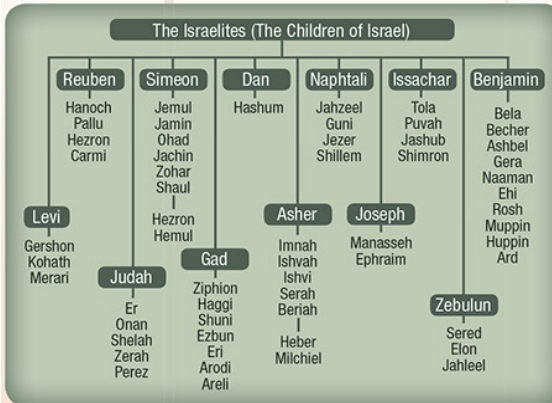 The Israelites (The Children of Israel)
Reuben
Hanoch
Pallu
Hezron
Carmi
Simeon
Jemul
Jamin
Ohad
Jachin
Zohar
Shaul
Hezron
Hemul
Dan
Hashum
Naphtali
Jahzeel
Guni
Jezer
Shillem
Issachar
Tola
Puvah
Jashub
Shimron
Benjamin
Bela
Becher
Ashbel
Gera
Naaman
Ehi
Rosh
Muppin
Huppin
Ard
Levi
Gershon
Kohath
Merari
Judah
Er
Onan
Shelah
Zerah
Perez
Gad
Ziphion
Haggi
Shuni
Ezbun
Eri
Arodi
Areli
Asher
Imnah
Ishvah
Ishvi
Serah
Beriah
Heber
Milchiel
Joseph
Manasseh
Ephraim
Zebulun
Sered
Elon
Jahleel